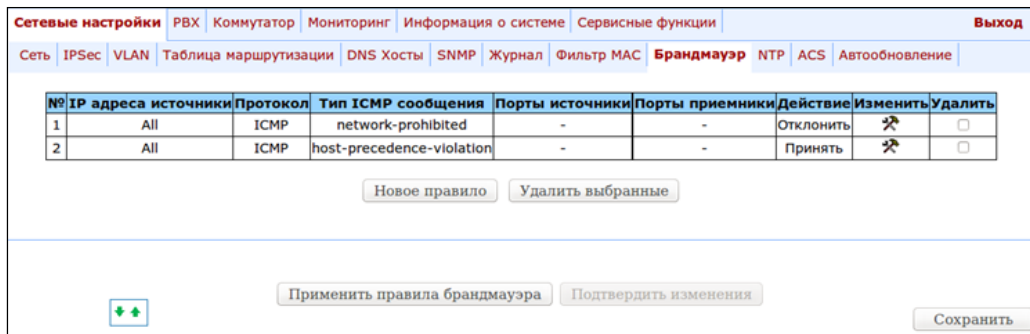 Сетевые настройки PBX Коммутатор Мониторинг Информация о системе Сервисные функции Выход
Сеть IPSec VLAN Таблица маршрутизации DNS Хосты SNMP Журнал Фильтр MAC Брандмауэр NTP ACS Автообновление
№ IP адреса источники Протокол Тип ICMP сообщения Порты источники Порты приемники Действие Изменить Удалить
1 All ICMP network-prohibited - - Отклонить
2 All ICMP host-precedence-violation - - Принять
Новое правило Удалить выбранные
Применить правила брандмауэра Подтвердить изменения
Сохранить